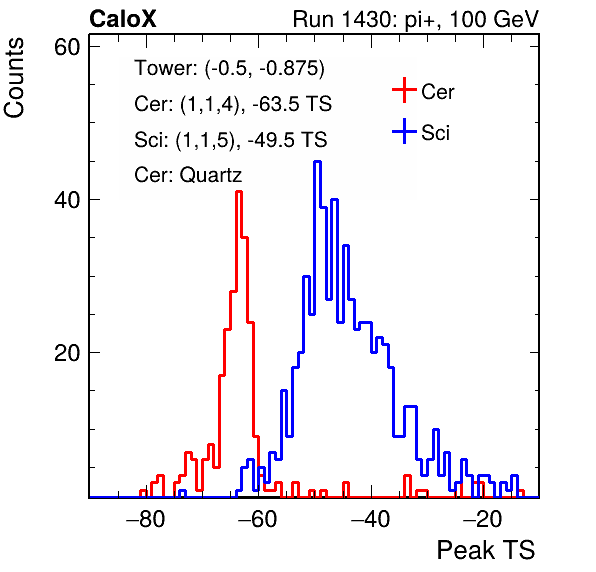 CaloX Run 1430: pi+, 100 GeV
Counts
Tower: (-0.5, -0.875)
Cer: (1,1,4), -63.5 TS
Sci: (1,1,5), -49.5 TS
Cer: Quartz
Cer
Sci
60
40
20
−80 −60 −40 −20
Peak TS